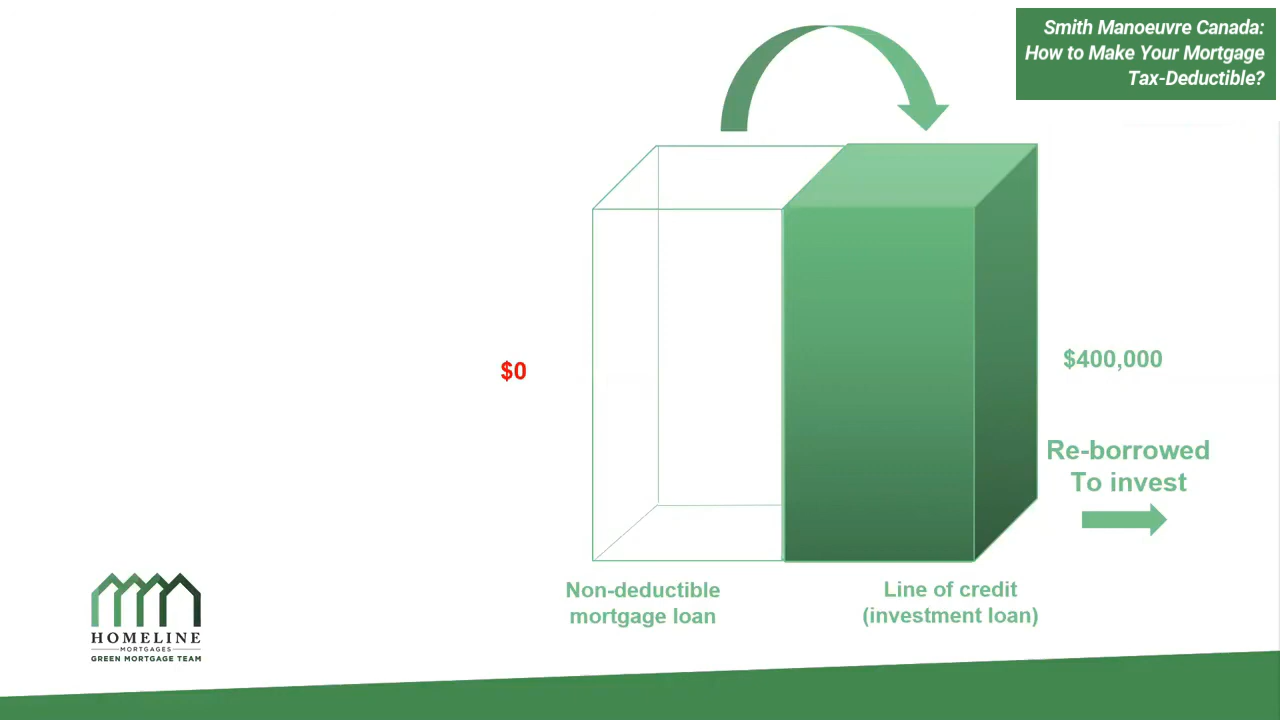 Smith Manoeuvre Canada:
How to Make Your Mortgage
Tax-Deductible?
$0
$400,000
Re-borrowed
To invest
Non-deductible
mortgage loan
Line of credit
(investment loan)
HOMELINE
MORTGAGES
GREEN MORTGAGE TEAM